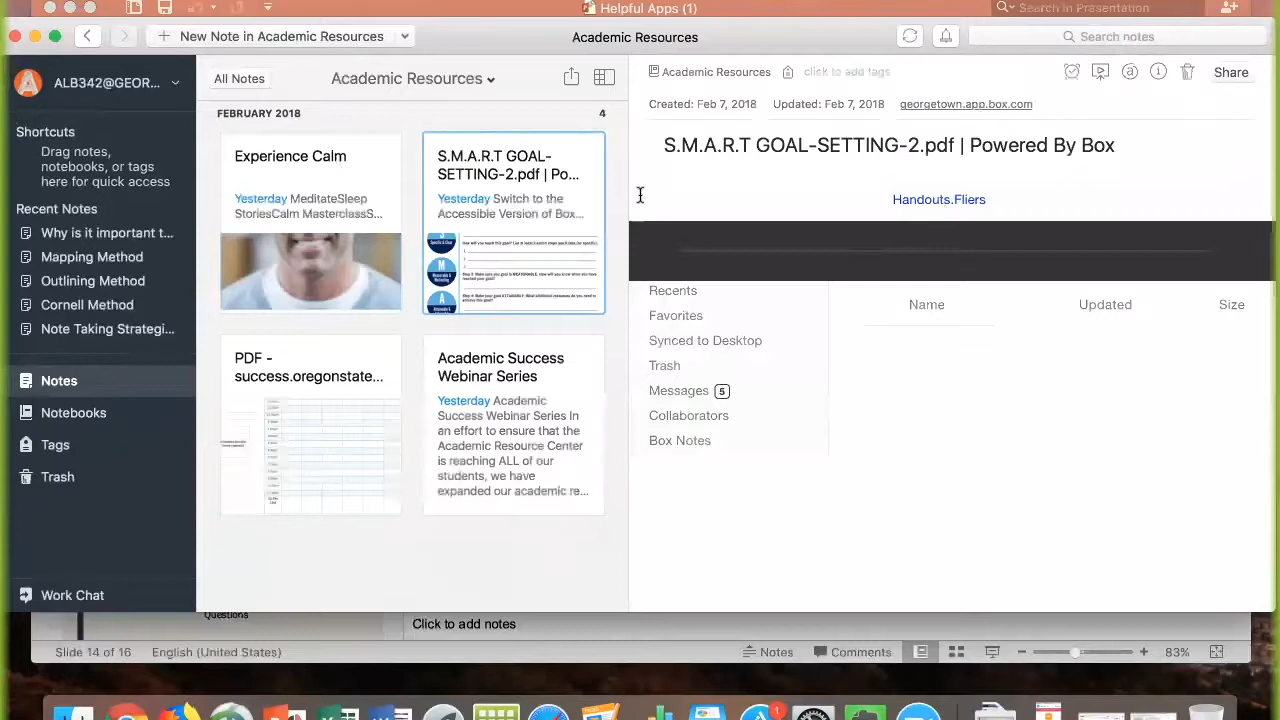 Helpful Apps (1)
Search in Presentation
New Note in Academic Resources
Academic Resources
Search notes
ALB342@GEOR...
All Notes
Academic Resources
Academic Resources
click to add tags
Share
Shortcuts
Drag notes,
notebooks, or tags
here for quick access
Recent Notes
Why is it important t...
Mapping Method
Outlining Method
Cornell Method
Note Taking Strategi...
Notes
Notebooks
Tags
Trash
Work Chat
FEBRUARY 2018
4
Experience Calm
Yesterday MeditateSleep
StoriesCalm MasterclassS...
S.M.A.R.T GOAL-
SETTING-2.pdf | Po...
Yesterday Switch to the
Accessible Version of Box...
Specific & Clear
M
A
PDF -
success.oregonstate...
Academic Success
Webinar Series
Yesterday Academic
Success Webinar Series In
an effort to ensure that the
Academic Resource Center
is reaching ALL of our
students, we have
expanded our academic re...
Created: Feb 7, 2018 Updated: Feb 7, 2018 georgetown.app.box.com
S.M.A.R.T GOAL-SETTING-2.pdf | Powered By Box
Handouts.Fliers
Recents
Favorites
Synced to Desktop
Trash
Messages 5
Collaborators
Box Notes
Name Updated Size
Questions
Click to add notes
Slide 14 of 16 English (United States)
Notes Comments 83%
1